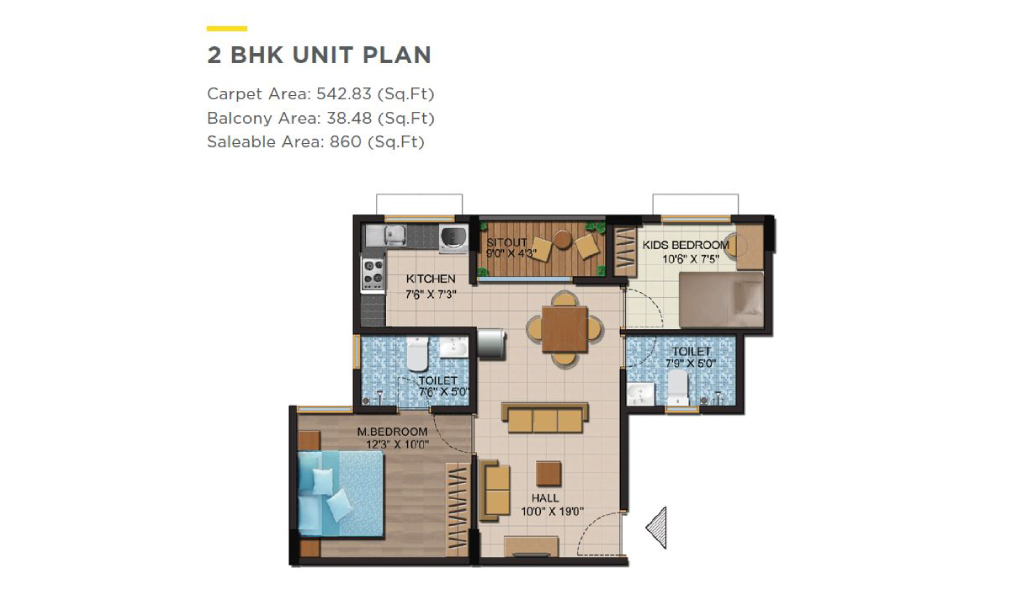 2 BHK UNIT PLAN
Carpet Area: 542.83 (Sq.Ft)
Balcony Area: 38.48 (Sq.Ft)
Saleable Area: 860 (Sq.Ft)
SITOUT
9'0" X 4'3"
KIDS BEDROOM
10'6" X 7'5"
KITCHEN
7'6" X 7'3"
TOILET
7'9" X 5'0"
TOILET
7'6" X 5'0"
M.BEDROOM
12'3" X 10'0"
HALL
10'0" X 19'0"